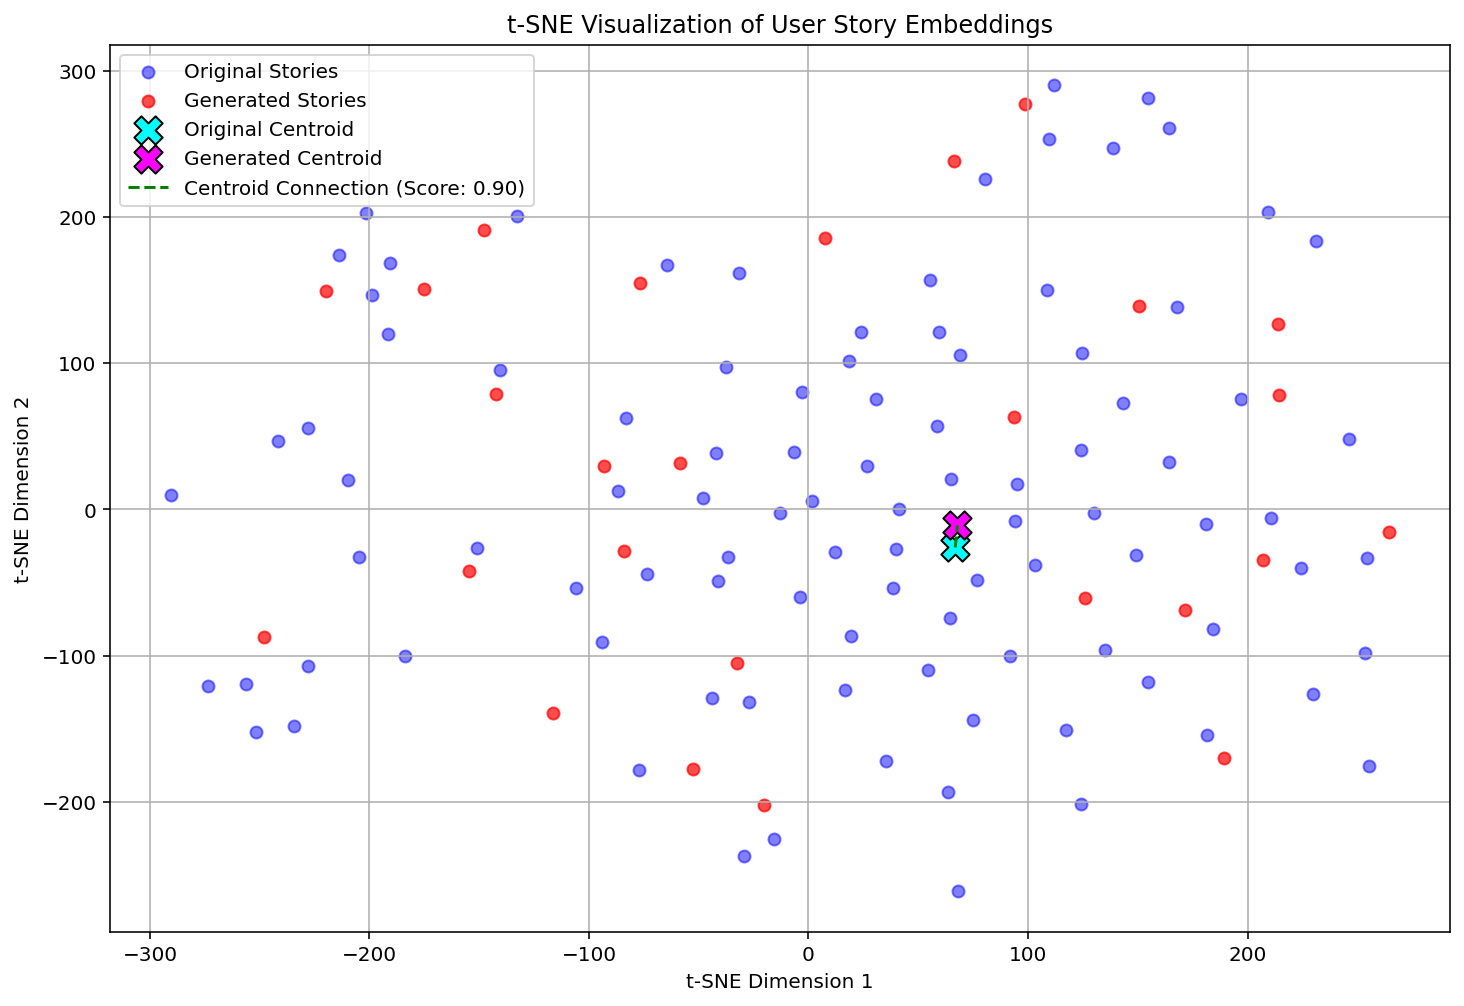 t-SNE Visualization of User Story Embeddings
Original Stories
Generated Stories
Original Centroid
Generated Centroid
Centroid Connection (Score: 0.90)
300
200
100
0
−100
−200
t-SNE Dimension 2
−300
−200
−100
0
100
200
t-SNE Dimension 1